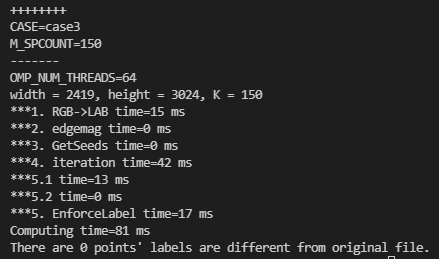 ++++++++
CASE=case3
M_SPCOUNT=150
-------
OMP_NUM_THREADS=64
width = 2419, height = 3024, K = 150
***1. RGB->LAB time=15 ms
***2. edgemag time=0 ms
***3. GetSeeds time=0 ms
***4. iteration time=42 ms
***5.1 time=13 ms
***5.2 time=0 ms
***5. EnforceLabel time=17 ms
Computing time=81 ms
There are 0 points' labels are different from original file.